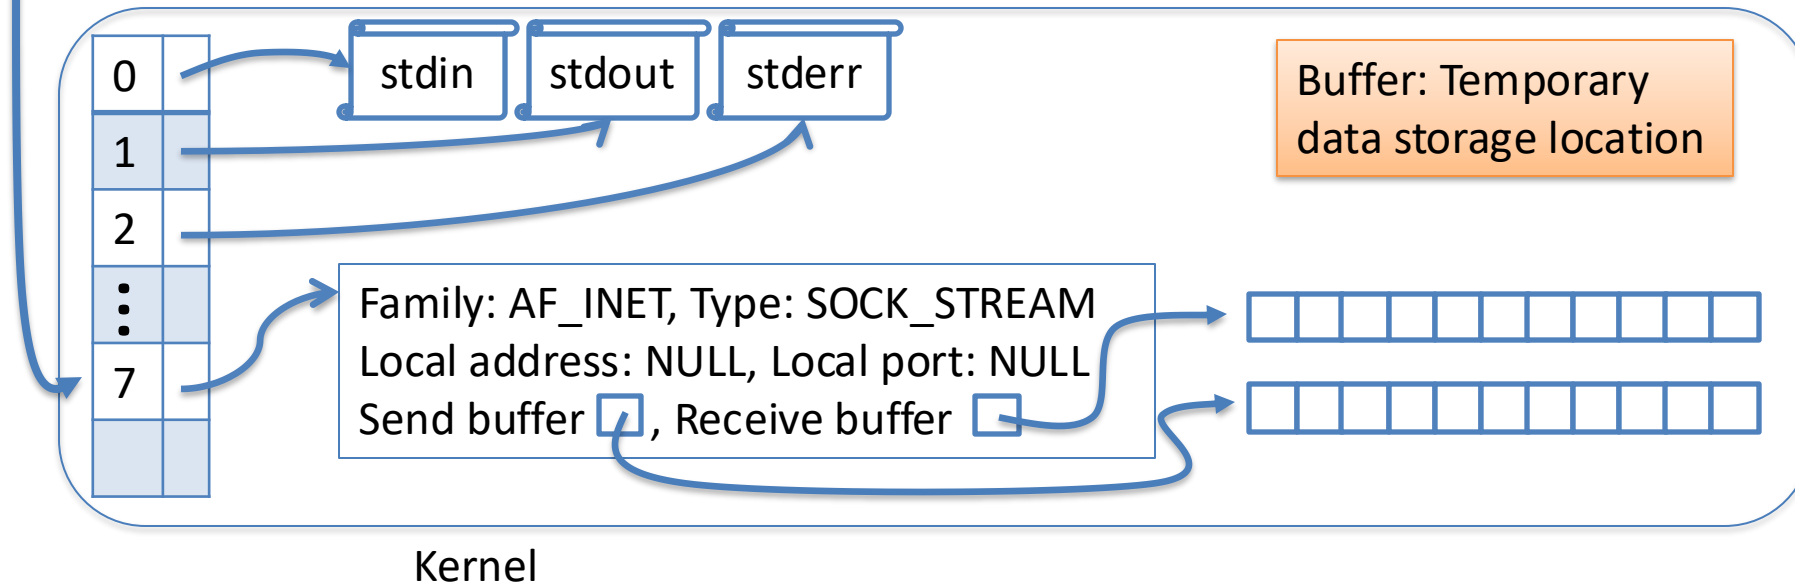 0
stdin
stdout
stderr
1
2
⋮
7
Buffer: Temporary
data storage location
Family: AF_INET, Type: SOCK_STREAM
Local address: NULL, Local port: NULL
Send buffer , Receive buffer
Kernel